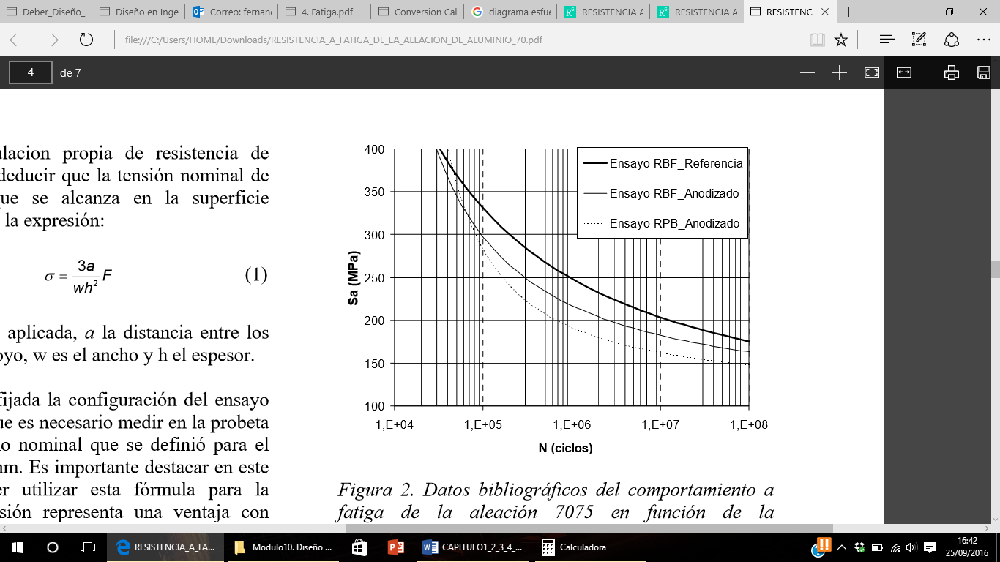 Deber_Diseño_
Diseño en Inge
Correo: fernan
4. Fatiga.pdf
Conversion Cal
diagrama esfue
RESISTENCIA A
RESISTENCIA A
RESISTENCI
file:///C:/Users/HOME/Downloads/RESISTENCIA_A_FATIGA_DE_LA_ALEACION_DE_ALUMINIO_70.pdf
4 de 7
ulacion propia de resistencia de
deducir que la tensión nominal de
que se alcanza en la superficie
la expresión:
σ = 3a/wh² F (1)
aplicada, a la distancia entre los
oyo, w es el ancho y h el espesor.
fijada la configuración del ensayo
ue es necesario medir en la probeta
no nominal que se definió para el
nm. Es importante destacar en este
er utilizar esta fórmula para la
sión representa una ventaja con
400
350
300
250
200
150
100
Sa (MPa)
Ensayo RBF_Referencia
Ensayo RBF_Anodizado
Ensayo RPB_Anodizado
1,E+04 1,E+05 1,E+06 1,E+07 1,E+08
N (ciclos)
Figura 2. Datos bibliográficos del comportamiento a
fatiga de la aleación 7075 en función de la
RESISTENCIA_A_FA...
Modulo10. Diseño ...
CAPITULO1_2_3_4_...
Calculadora
16:42
25/09/2016